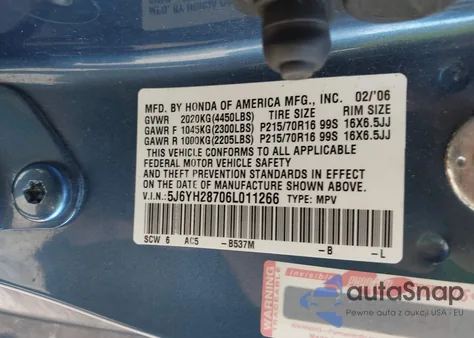 MFD. BY HONDA OF AMERICA MFG., INC. 02/'06
GVWR 2020KG(4450LBS) TIRE SIZE RIM SIZE
GAWR F 1045KG(2300LBS) P215/70R16 99S 16X6.5JJ
GAWR R 1000KG(2205LBS) P215/70R16 99S 16X6.5JJ
THIS VEHICLE CONFORMS TO ALL APPLICABLE
FEDERAL MOTOR VEHICLE SAFETY
AND THEFT PREVENTION STANDARDS IN EFFECT
ON THE DATE OF MANUFACTURE SHOWN ABOVE.
V.I.N.: 5J6YH28706L011266 TYPE: MPV
SCW 6 AC5 -B537M -B -L
WARNING
Invisible
autoSnap
Pewne auto z aukcji USA - EU